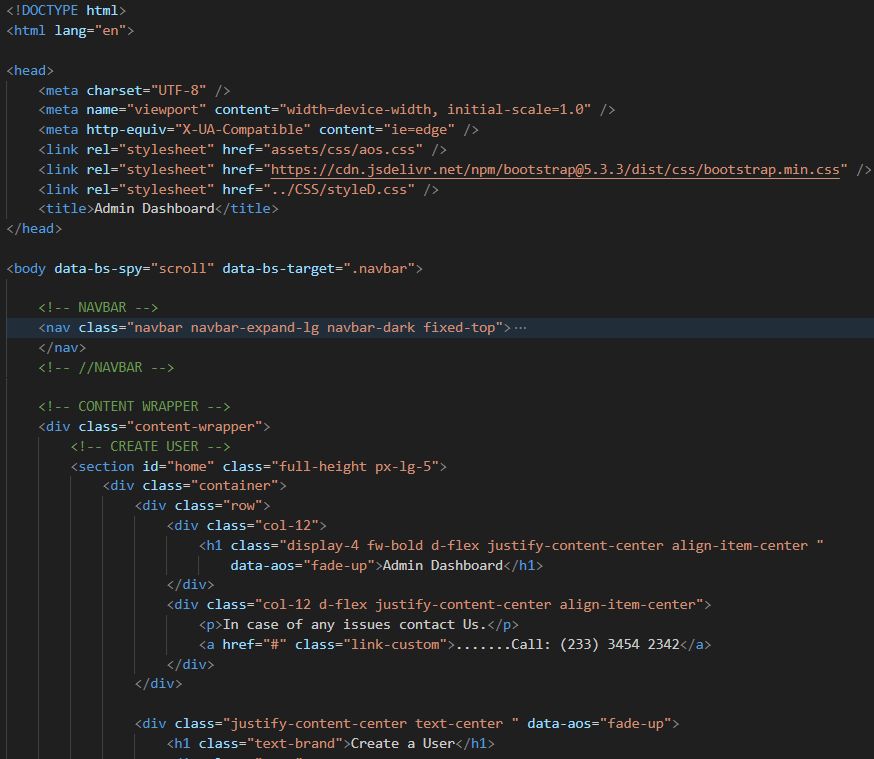 <!DOCTYPE html>
<html lang="en">
<head>
<meta charset="UTF-8" />
<meta name="viewport" content="width=device-width, initial-scale=1.0" />
<meta http-equiv="X-UA-Compatible" content="ie=edge" />
<link rel="stylesheet" href="assets/css/aos.css" />
<link rel="stylesheet" href="https://cdn.jsdelivr.net/npm/bootstrap@5.3.3/dist/css/bootstrap.min.css" />
<link rel="stylesheet" href="../CSS/styleD.css" />
<title>Admin Dashboard</title>
</head>
<body data-bs-spy="scroll" data-bs-target=".navbar">
<!-- NAVBAR -->
<nav class="navbar navbar-expand-lg navbar-dark fixed-top">···
</nav>
<!-- //NAVBAR -->
<!-- CONTENT WRAPPER -->
<div class="content-wrapper">
<!-- CREATE USER -->
<section id="home" class="full-height px-lg-5">
<div class="container">
<div class="row">
<div class="col-12">
<h1 class="display-4 fw-bold d-flex justify-content-center align-item-center "
data-aos="fade-up">Admin Dashboard</h1>
</div>
<div class="col-12 d-flex justify-content-center align-item-center">
<p>In case of any issues contact Us.</p>
<a href="#" class="link-custom">.......Call: (233) 3454 2342</a>
</div>
</div>
<div class="justify-content-center text-center " data-aos="fade-up">
<h1 class="text-brand">Create a User</h1>